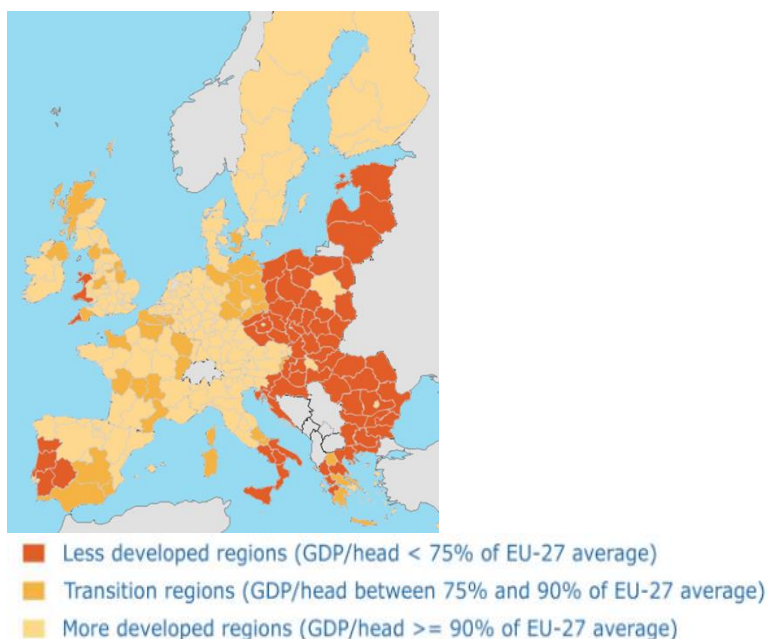 Less developed regions (GDP/head < 75% of EU-27 average)
Transition regions (GDP/head between 75% and 90% of EU-27 average)
More developed regions (GDP/head >= 90% of EU-27 average)